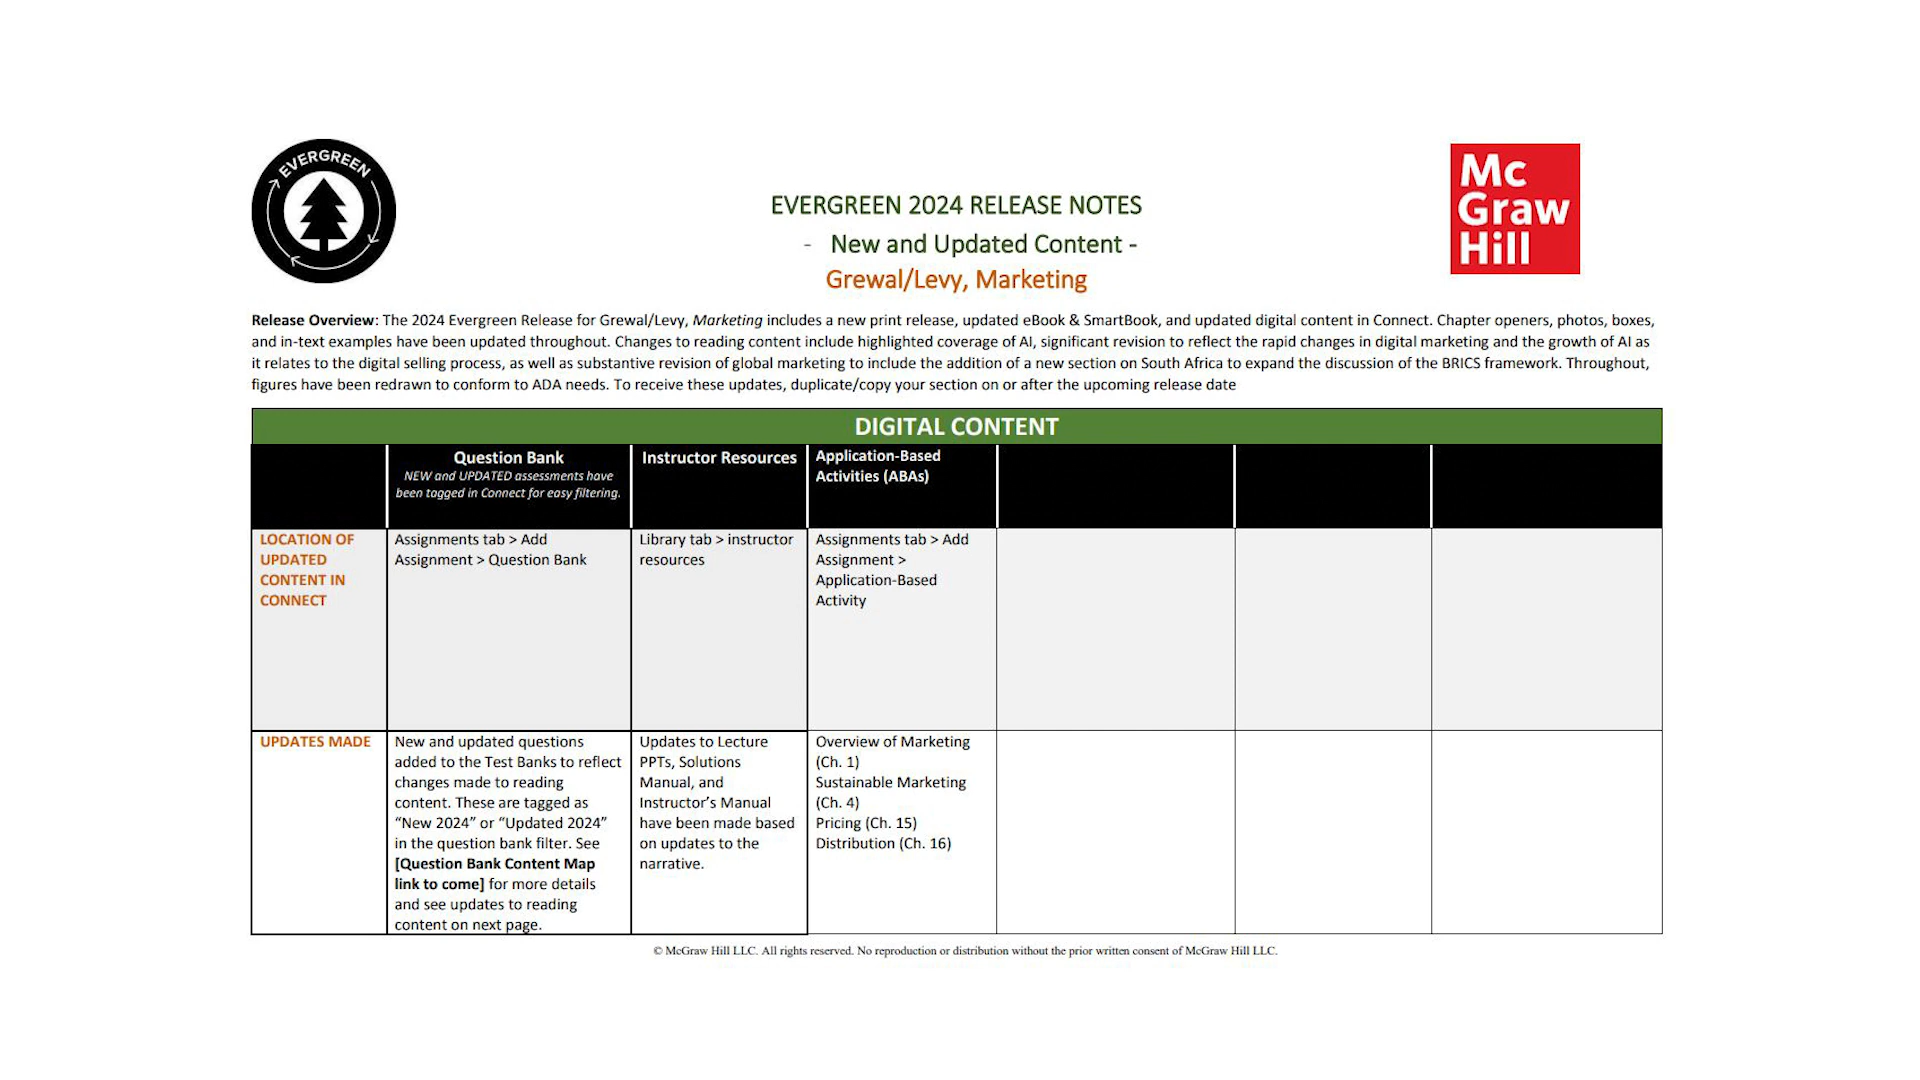 EVERGREEN
Mc
Graw
Hill
EVERGREEN 2024 RELEASE NOTES
- New and Updated Content -
Grewal/Levy, Marketing
Release Overview: The 2024 Evergreen Release for Grewal/Levy, Marketing includes a new print release, updated eBook & SmartBook, and updated digital content in Connect. Chapter openers, photos, boxes,
and in-text examples have been updated throughout. Changes to reading content include highlighted coverage of AI, significant revision to reflect the rapid changes in digital marketing and the growth of AI as
it relates to the digital selling process, as well as substantive revision of global marketing to include the addition of a new section on South Africa to expand the discussion of the BRICS framework. Throughout,
figures have been redrawn to conform to ADA needs. To receive these updates, duplicate/copy your section on or after the upcoming release date
DIGITAL CONTENT
Question Bank
NEW and UPDATED assessments have
been tagged in Connect for easy filtering.
Instructor Resources
Application-Based
Activities (ABAs)
LOCATION OF
UPDATED
CONTENT IN
CONNECT
Assignments tab > Add
Assignment > Question Bank
Library tab > instructor
resources
Assignments tab > Add
Assignment >
Application-Based
Activity
UPDATES MADE
New and updated questions
added to the Test Banks to reflect
changes made to reading
content. These are tagged as
“New 2024” or “Updated 2024”
in the question bank filter. See
[Question Bank Content Map
link to come] for more details
and see updates to reading
content on next page.
Updates to Lecture
PPTs, Solutions
Manual, and
Instructor’s Manual
have been made based
on updates to the
narrative.
Overview of Marketing
(Ch. 1)
Sustainable Marketing
(Ch. 4)
Pricing (Ch. 15)
Distribution (Ch. 16)
© McGraw Hill LLC. All rights reserved. No reproduction or distribution without the prior written consent of McGraw Hill LLC.